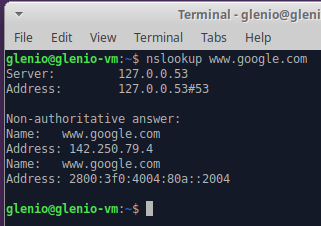 Terminal - glenio@gleni
File Edit View Terminal Tabs Help
glenio@glenio-vm:~$ nslookup www.google.com
Server: 127.0.0.53
Address: 127.0.0.53#53
Non-authoritative answer:
Name: www.google.com
Address: 142.250.79.4
Name: www.google.com
Address: 2800:3f0:4004:80a::2004
glenio@glenio-vm:~$